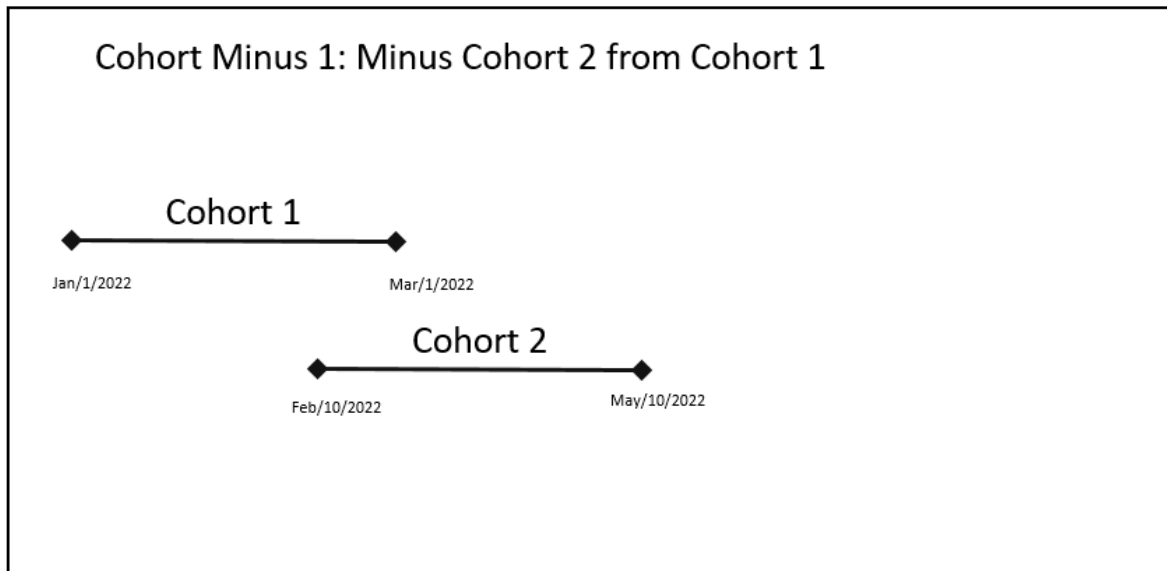 Cohort Minus 1: Minus Cohort 2 from Cohort 1
Cohort 1
Jan/1/2022
Mar/1/2022
Cohort 2
Feb/10/2022
May/10/2022